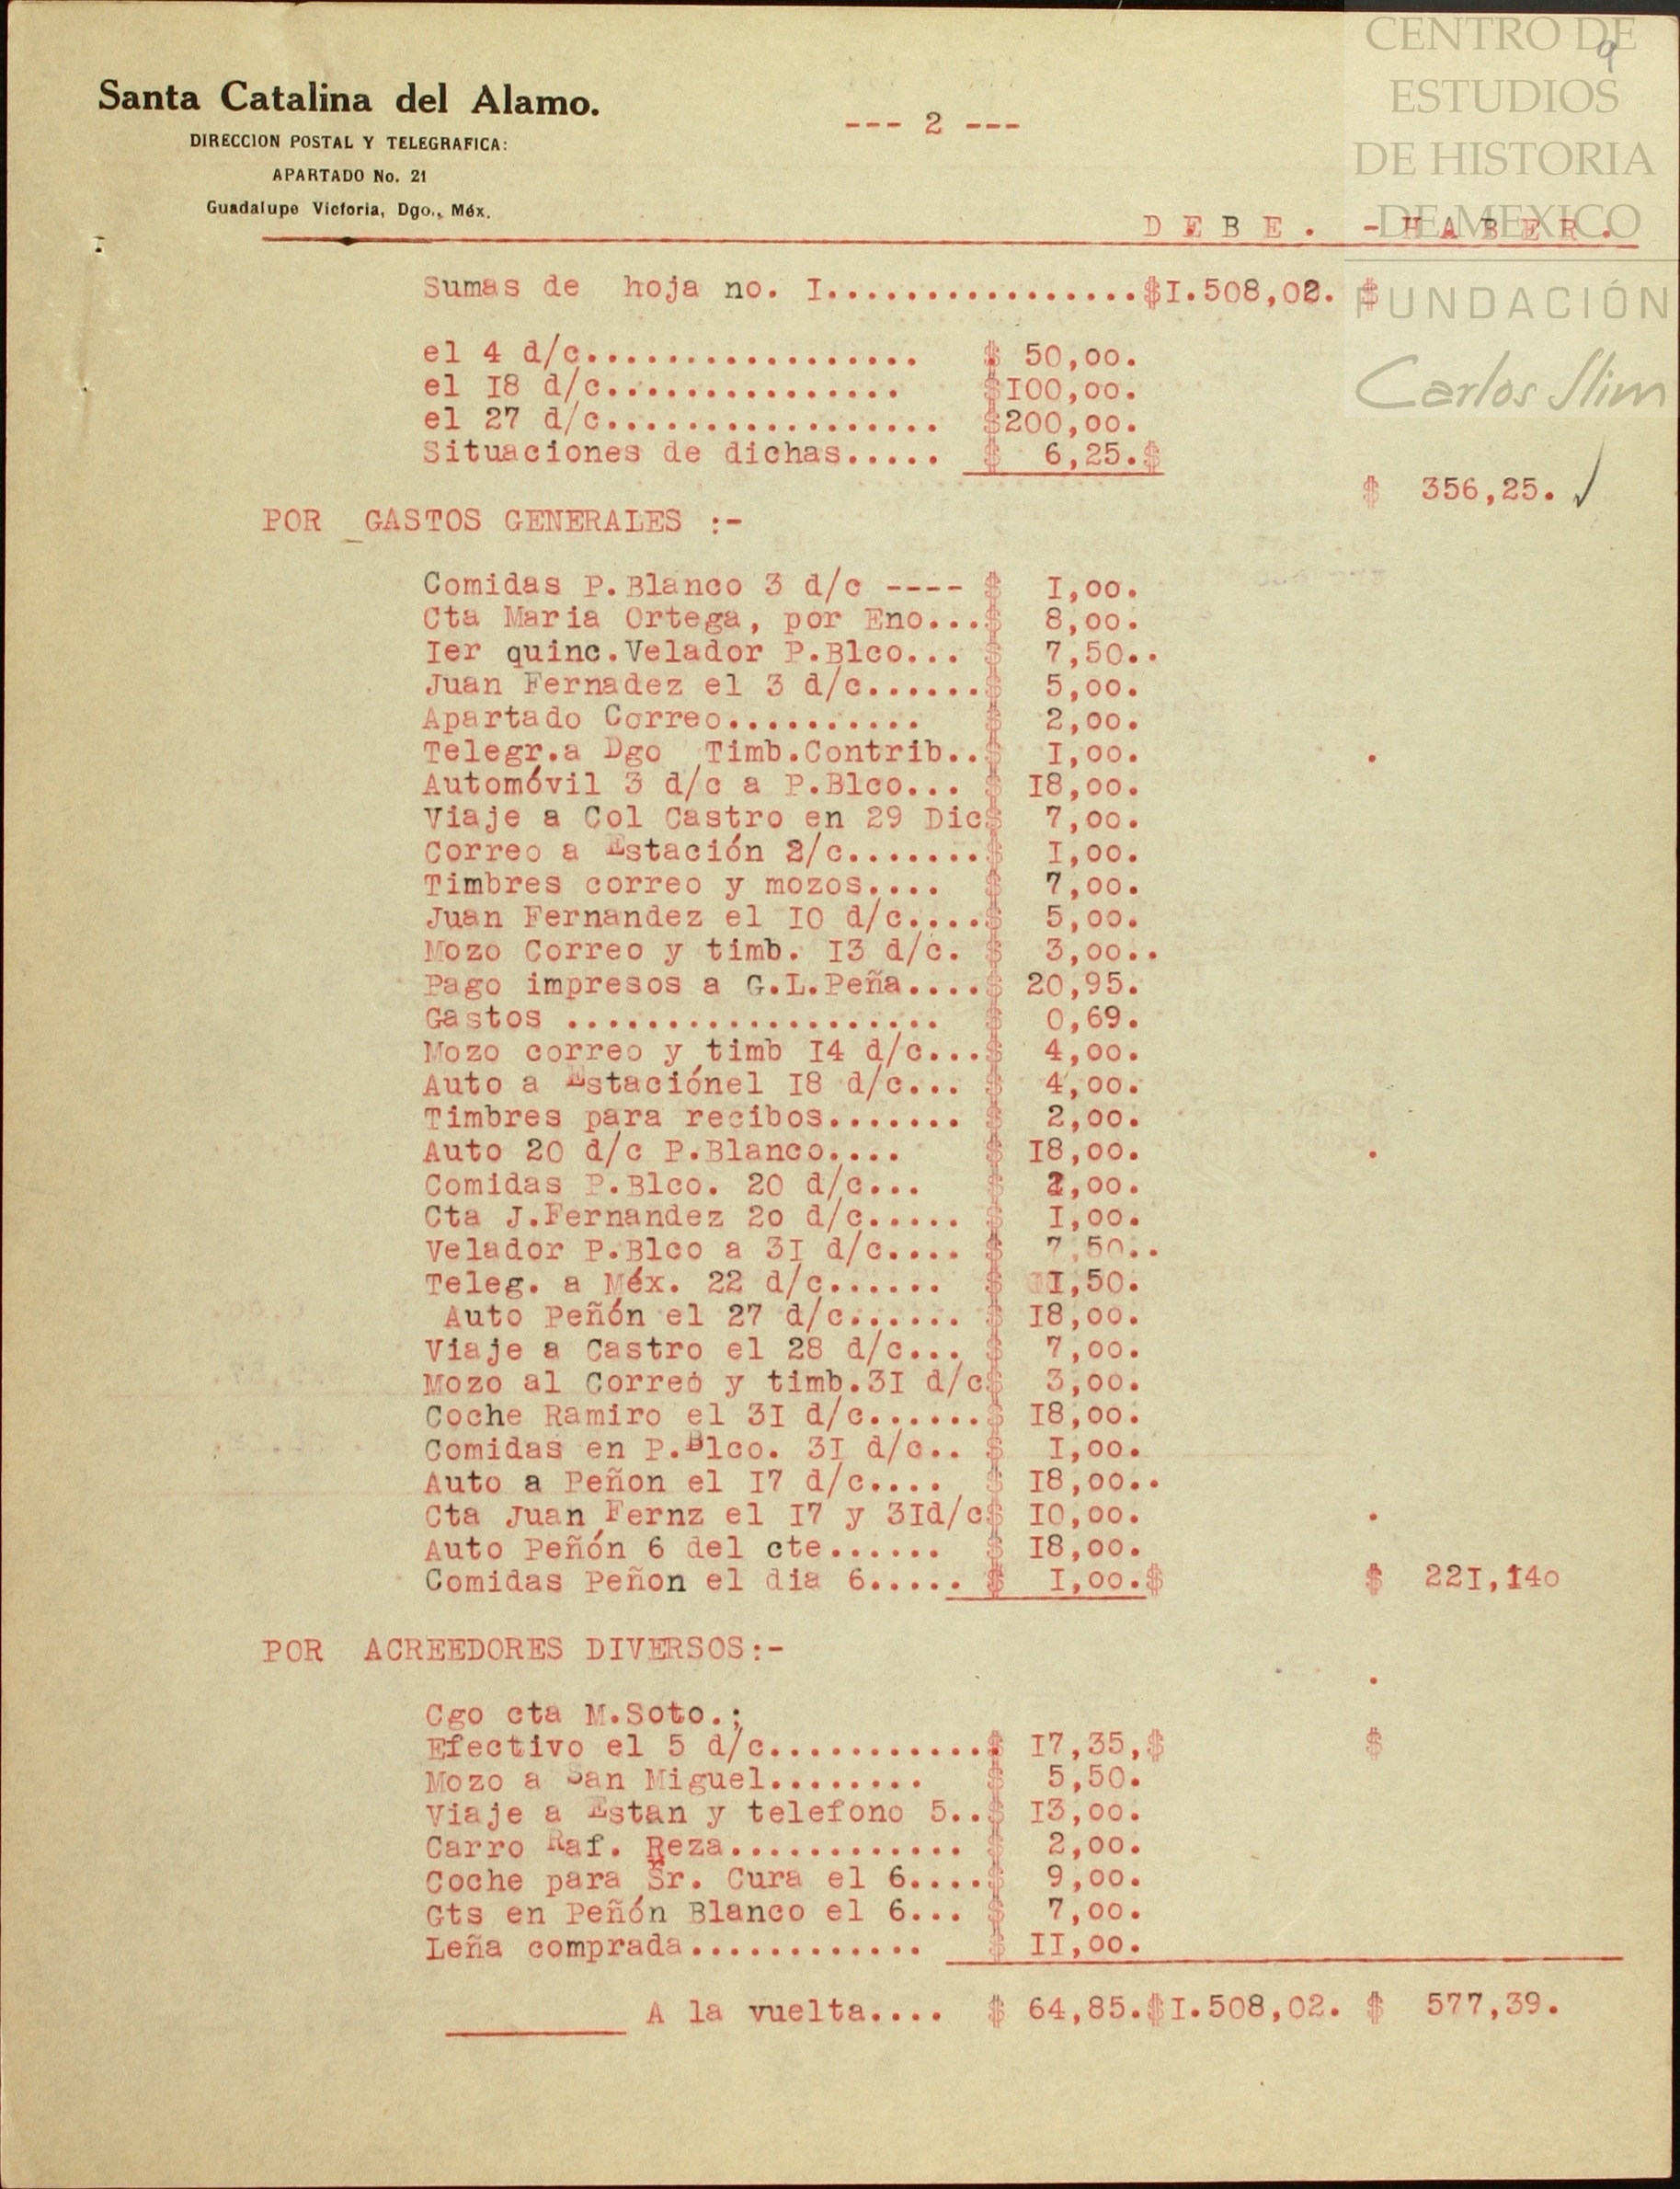 CENTRO DE
ESTUDIOS
DE HISTORIA
DE MEXICO
FUNDACIÓN
Carlos Slim
9
Santa Catalina del Alamo.
DIRECCION POSTAL Y TELEGRAFICA:
APARTADO No. 21
Guadalupe Victoria, Dgo., Méx.
--- 2 ---
D E B E . - H A B E R .
Sumas de hoja no. I................$I.508,02. $
el 4 d/c................. $ 50,00.
el I8 d/c............... $I00,00.
el 27 d/c................. $200,00.
Situaciones de dichas..... $ 6,25.$
$ 356,25. ✓
POR _GASTOS GENERALES :-
Comidas P.Blanco 3 d/c ---- $ I,00.
Cta Maria Ortega, por Eno...$ 8,00.
Ier quinc.Velador P.Blco... $ 7,50..
Juan Fernadez el 3 d/c......$ 5,00.
Apartado Correo.......... $ 2,00.
Telegr.a Dgo Timb.Contrib..$ I,00.
Automóvil 3 d/c a P.Blco... $ I8,00.
Viaje a Col Castro en 29 Dic$ 7,00.
Correo a Estación 2/c.......$ I,00.
Timbres correo y mozos.... $ 7,00.
Juan Fernandez el I0 d/c....$ 5,00.
Mozo Correo y timb. I3 d/c. $ 3,00..
Pago impresos a G.L.Peña....$ 20,95.
Gastos ................... $ 0,69.
Mozo correo y timb I4 d/c...$ 4,00.
Auto a Estaciónel I8 d/c... $ 4,00.
Timbres para recibos....... $ 2,00.
Auto 20 d/c P.Blanco.... $ I8,00.
Comidas P.Blco. 20 d/c... $ ,00.
Cta J.Fernandez 20 d/c..... $ I,00.
Velador P.Blco a 3I d/c.... $ 7,50..
Teleg. a Méx. 22 d/c...... $ I,50.
Auto Peñón el 27 d/c...... $ I8,00.
Viaje a Castro el 28 d/c... $ 7,00.
Mozo al Correo y timb.3I d/c$ 3,00.
Coche Ramiro el 3I d/c......$ I8,00.
Comidas en P.Blco. 3I d/c.. $ I,00.
Auto a Peñon el I7 d/c.... $ I8,00..
Cta Juan Fernz el I7 y 3Id/c$ I0,00.
Auto Peñón 6 del cte...... $ I8,00.
Comidas Peñon el dia 6..... $ I,00.$ $ 22I,140
POR ACREEDORES DIVERSOS:-
Cgo cta M.Soto.;
Efectivo el 5 d/c...........$ I7,35,$ $
Mozo a San Miguel........ $ 5,50.
Viaje a Estan y telefono 5..$ I3,00.
Carro Raf. Reza............ $ 2,00.
Coche para Sr. Cura el 6....$ 9,00.
Gts en Peñón Blanco el 6... $ 7,00.
Leña comprada............ $ II,00.
A la vuelta.... $ 64,85.$I.508,02. $ 577,39.